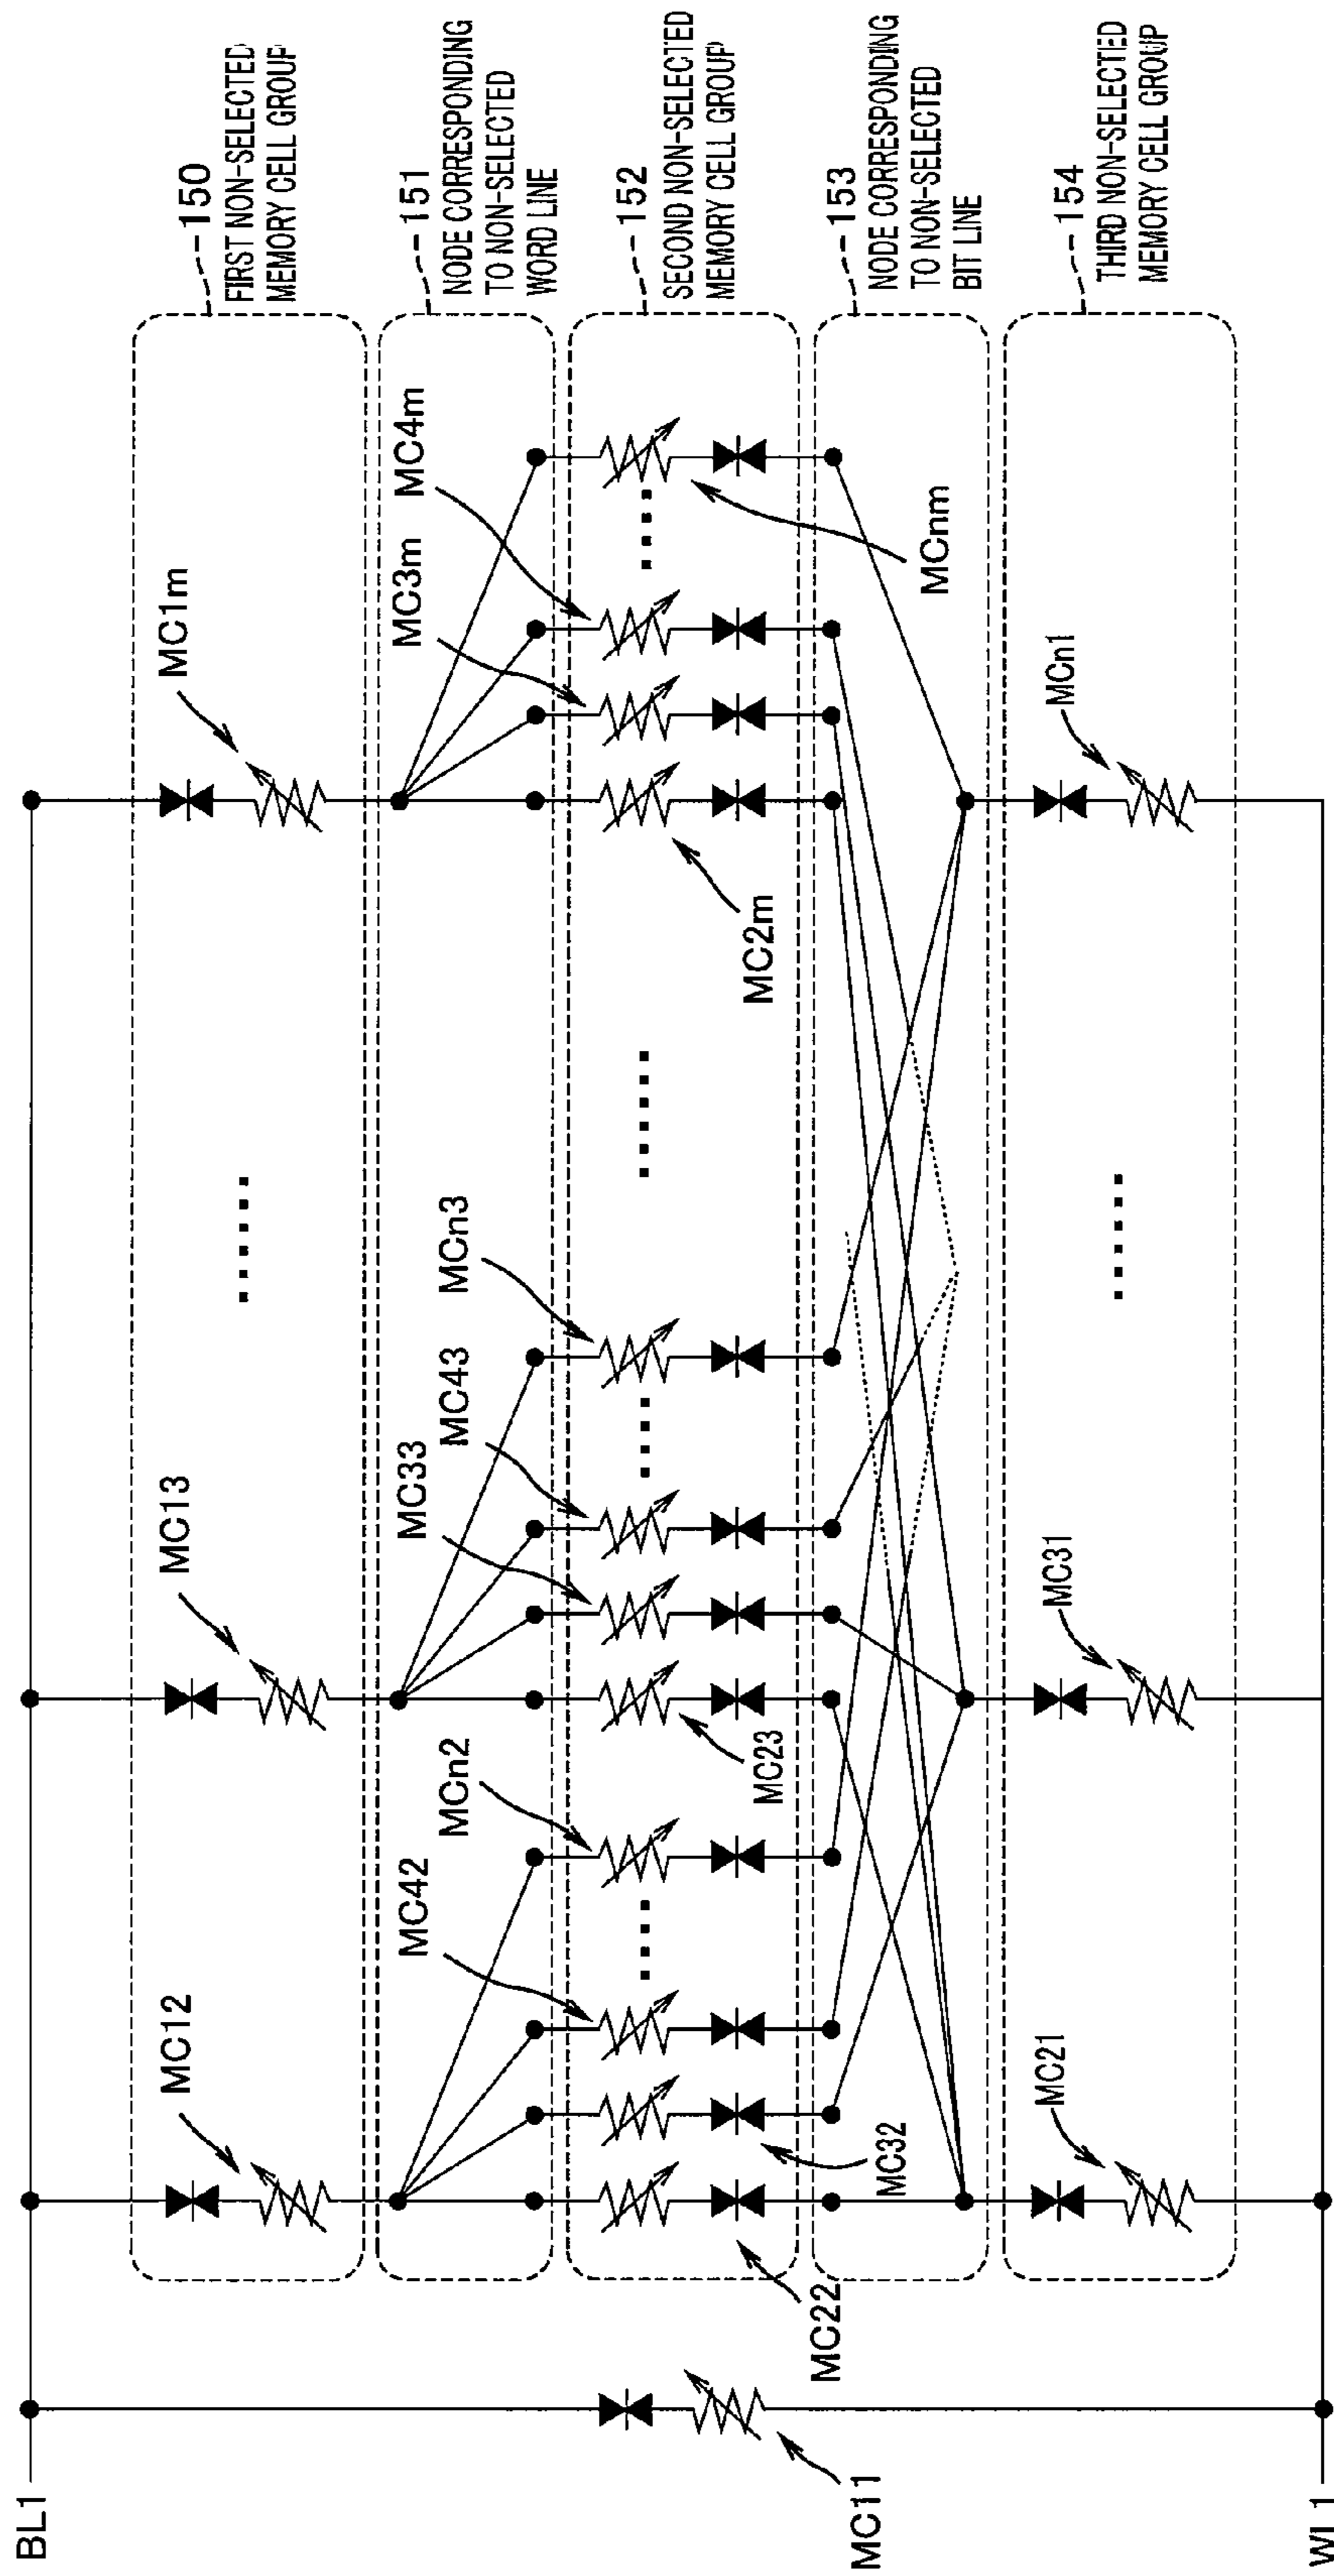 BL1
WL1
MC11
150
FIRST NON-SELECTED
MEMORY CELL GROUP
MC12
MC13
MC1m
151
NODE CORRESPONDING
TO NON-SELECTED
WORD LINE
152
SECOND NON-SELECTED
MEMORY CELL GROUP
MC42
MCn2
MC33
MC43
MCn3
MC3m
MC4m
MC22
MC32
MC23
MC2m
MCnm
153
NODE CORRESPONDING
TO NON-SELECTED
BIT LINE
154
THIRD NON-SELECTED
MEMORY CELL GROUP
MC21
MC31
MCn1